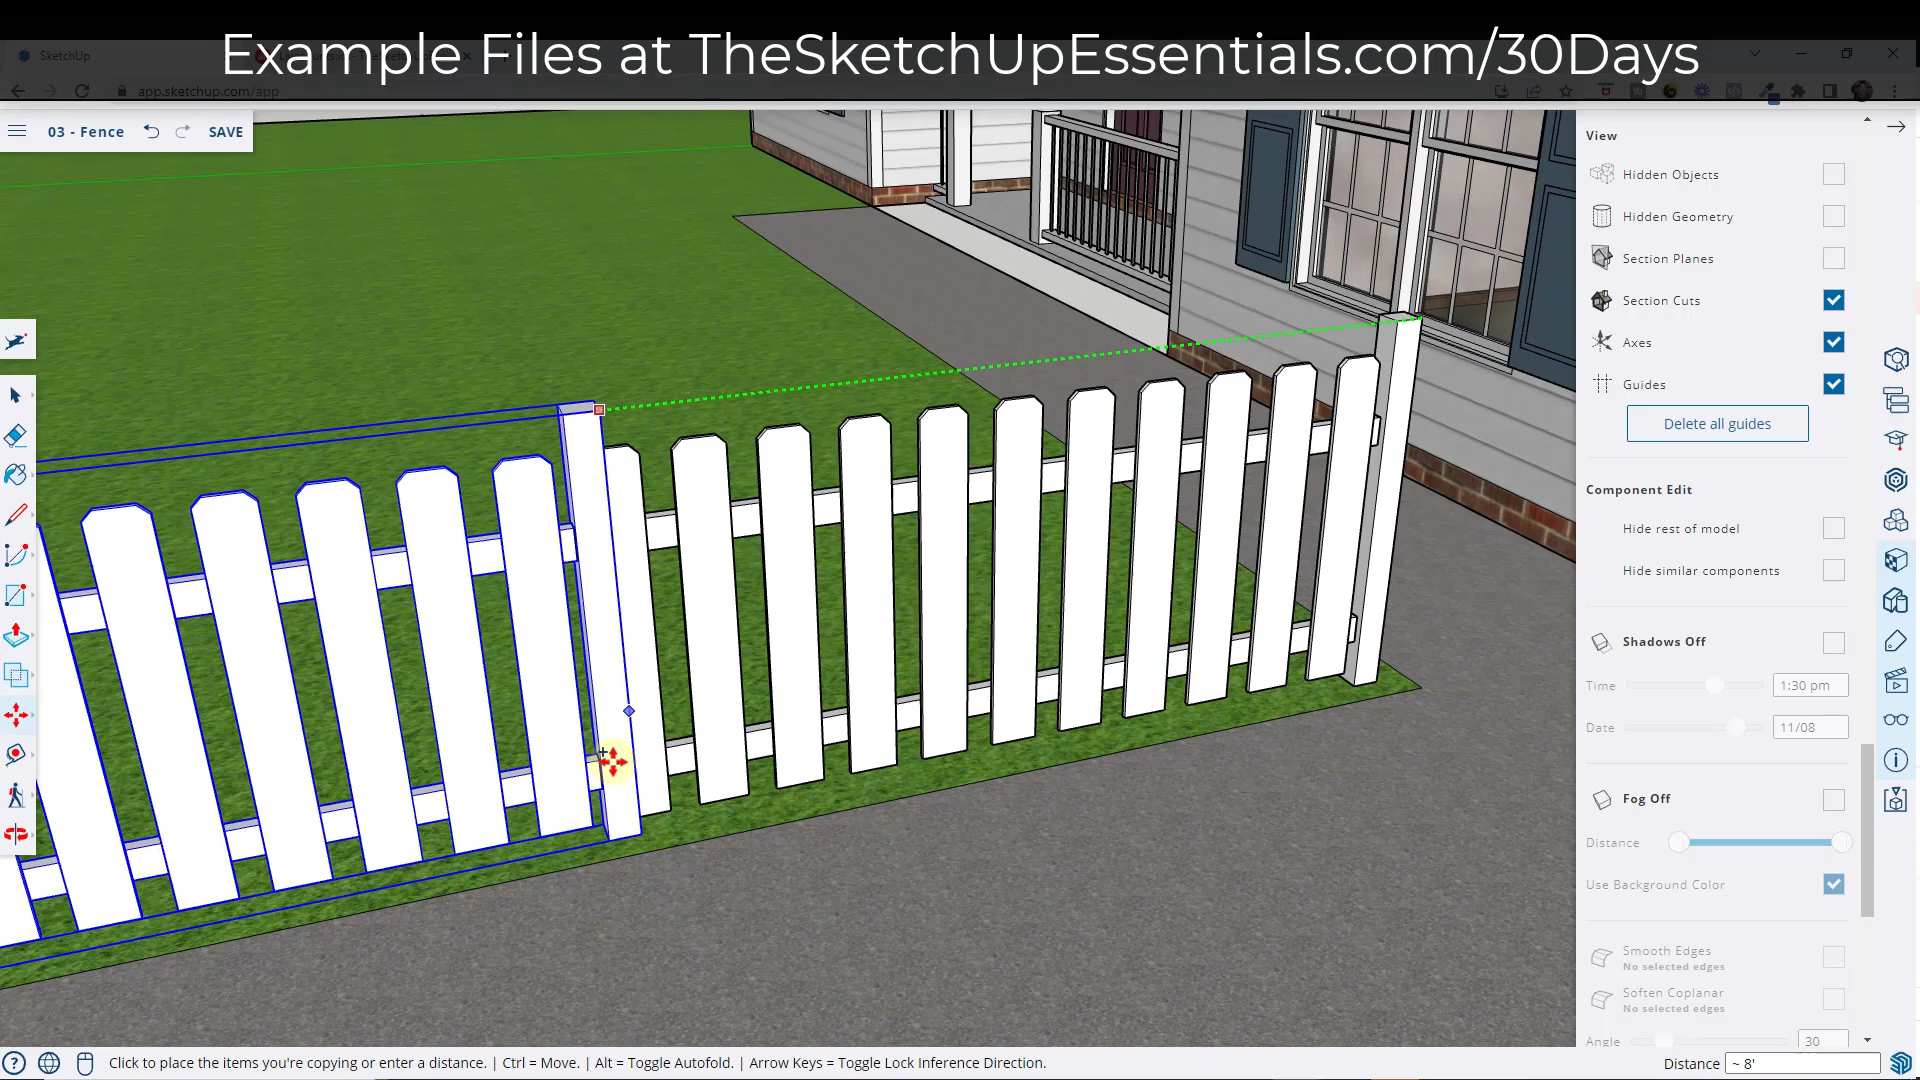 Example Files at TheSketchUpEssentials.com/30Days
SketchUp
app.sketchup.com/app
03 - Fence
SAVE
View
Hidden Objects
Hidden Geometry
Section Planes
Section Cuts
Axes
Guides
Delete all guides
Component Edit
Hide rest of model
Hide similar components
Shadows Off
Time
1:30 pm
Date
11/08
Fog Off
Distance
Use Background Color
Smooth Edges
No selected edges
Soften Coplanar
No selected edges
Angle
30
Click to place the items you're copying or enter a distance. | Ctrl = Move. | Alt = Toggle Autofold. | Arrow Keys = Toggle Lock Inference Direction.
Distance
~ 8'